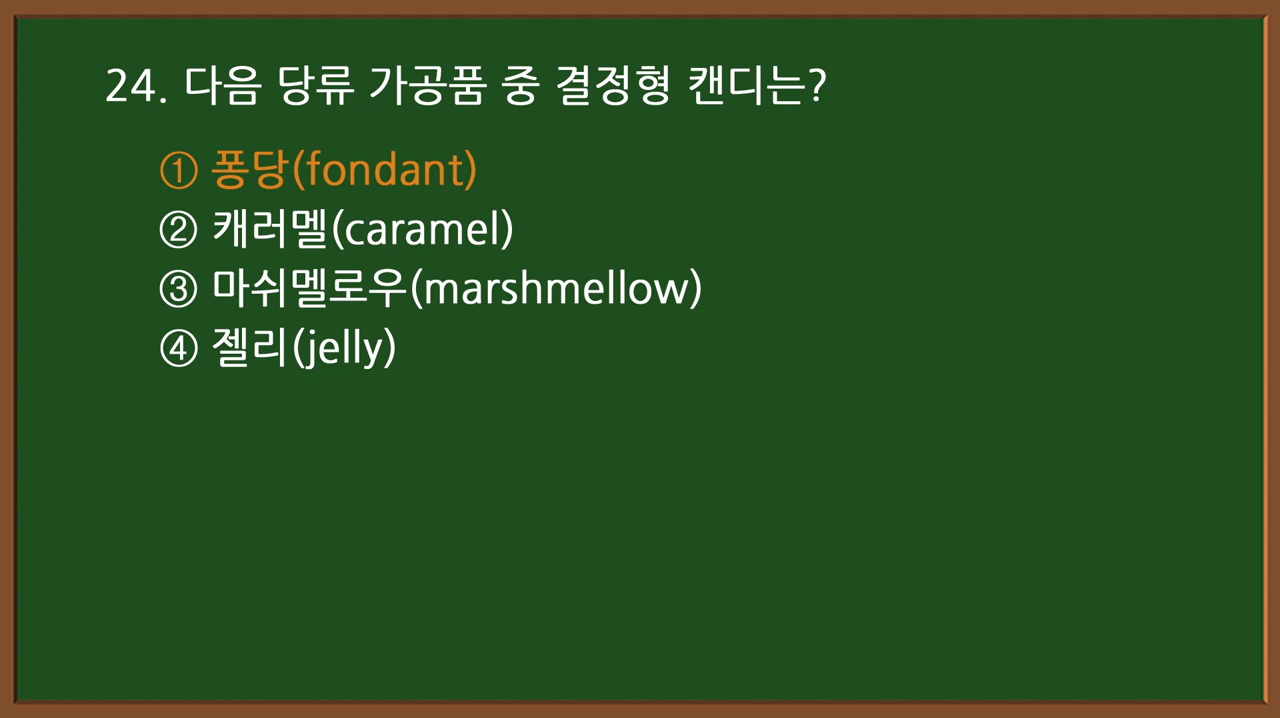 24. 다음 당류 가공품 중 결정형 캔디는?
① 퐁당(fondant)
② 캐러멜(caramel)
③ 마쉬멜로우(marshmellow)
④ 젤리(jelly)